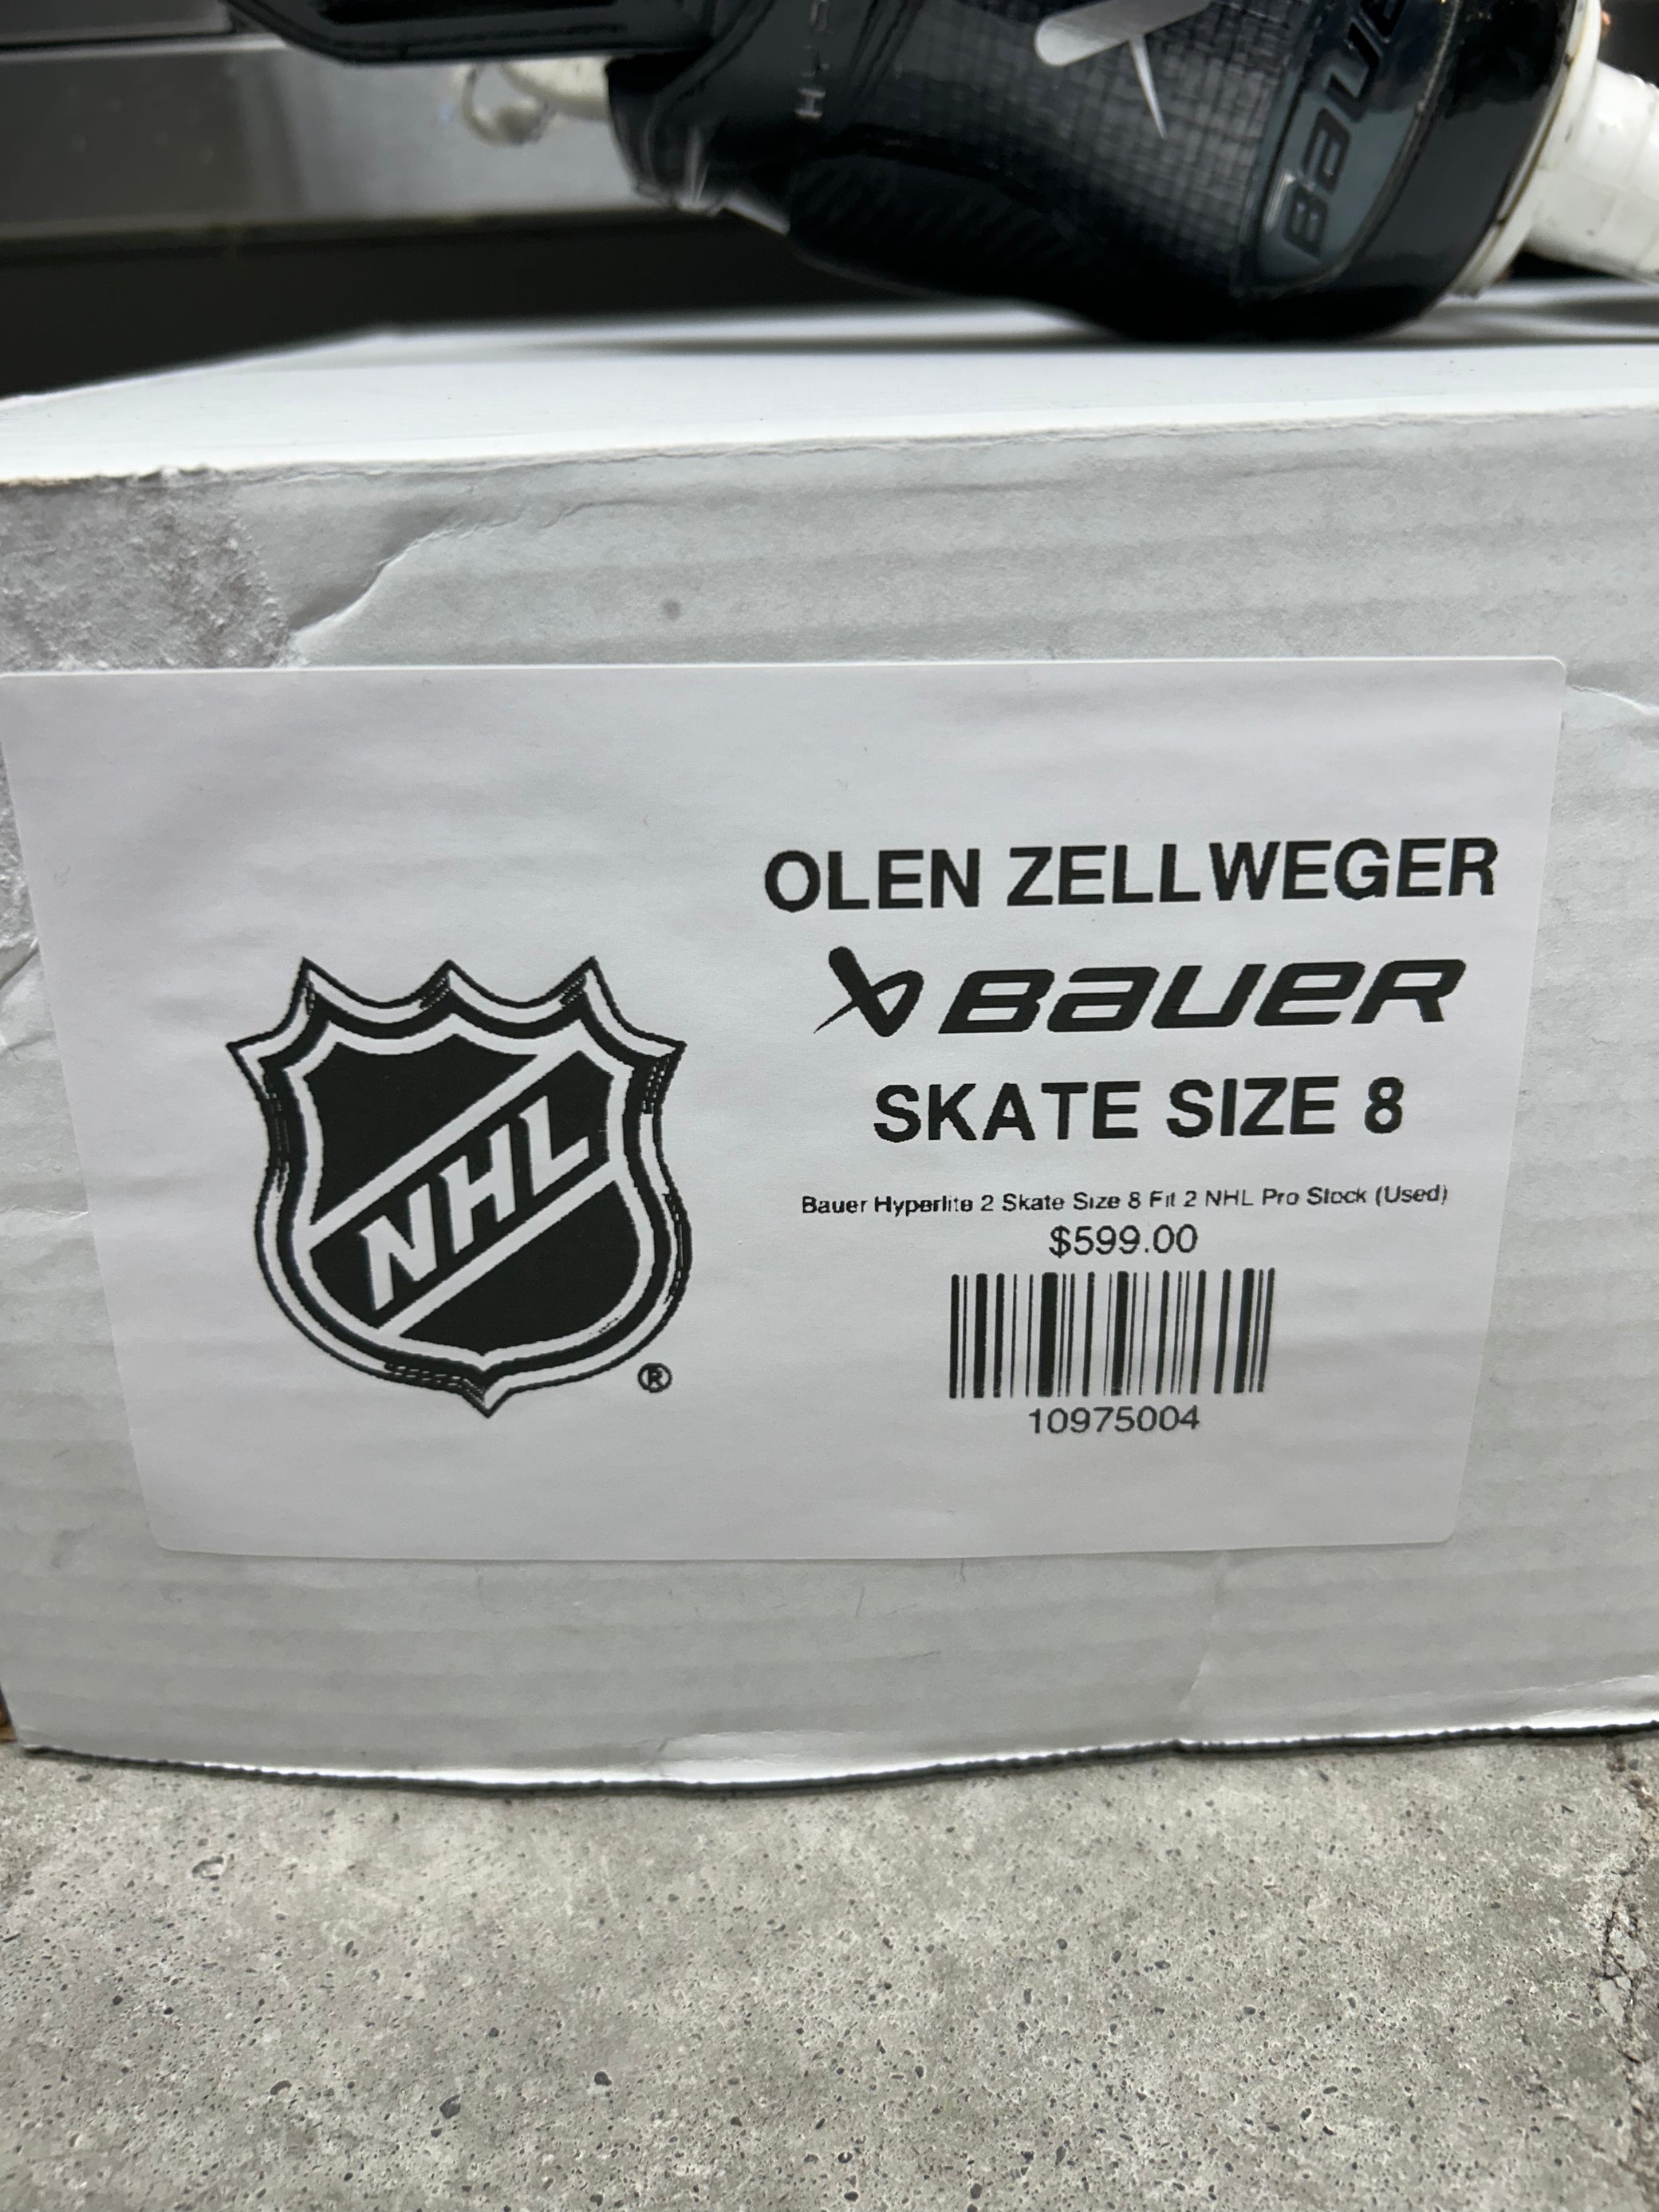 Bauer
OLEN ZELLWEGER
BAUER
SKATE SIZE 8
Bauer Hyperlite 2 Skate Size 8 Fit 2 NHL Pro Stock (Used)
$599.00
10975004
NHL
®